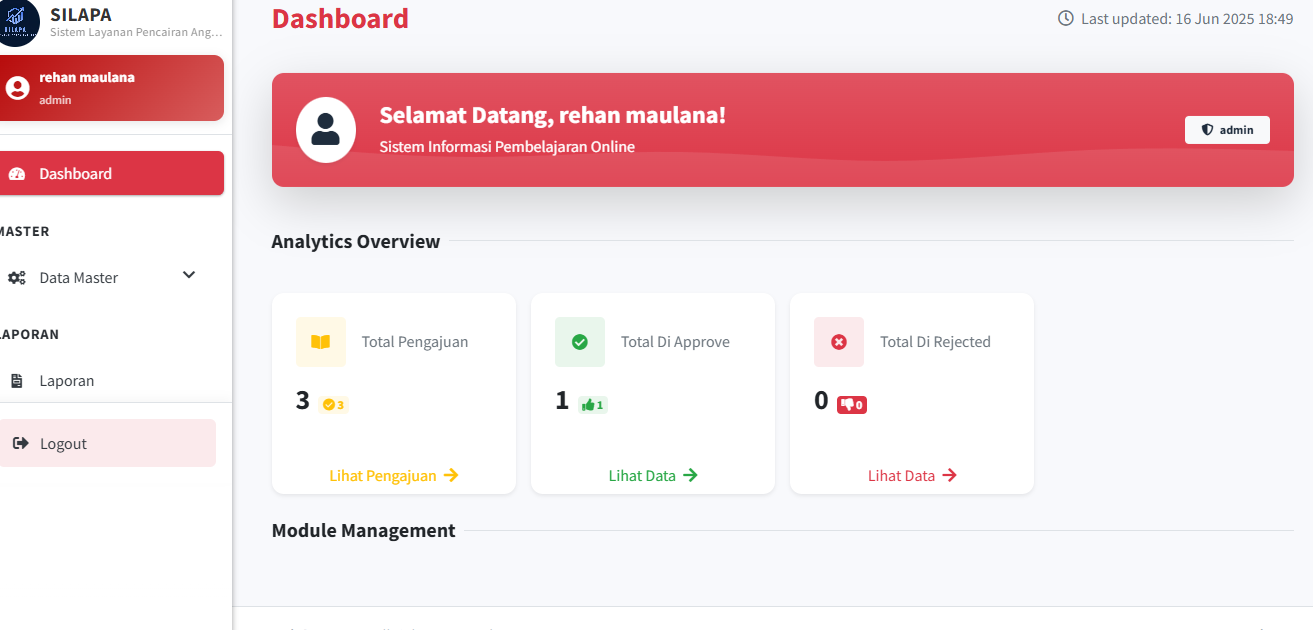 SILAPA
Sistem Layanan Pencairan Ang...
SILAPA
rehan maulana
admin
Dashboard
MASTER
Data Master
LAPORAN
Laporan
Logout
Dashboard
Last updated: 16 Jun 2025 18:49
Selamat Datang, rehan maulana!
Sistem Informasi Pembelajaran Online
admin
Analytics Overview
Total Pengajuan
3 3
Lihat Pengajuan
Total Di Approve
1 1
Lihat Data
Total Di Rejected
0 0
Lihat Data
Module Management